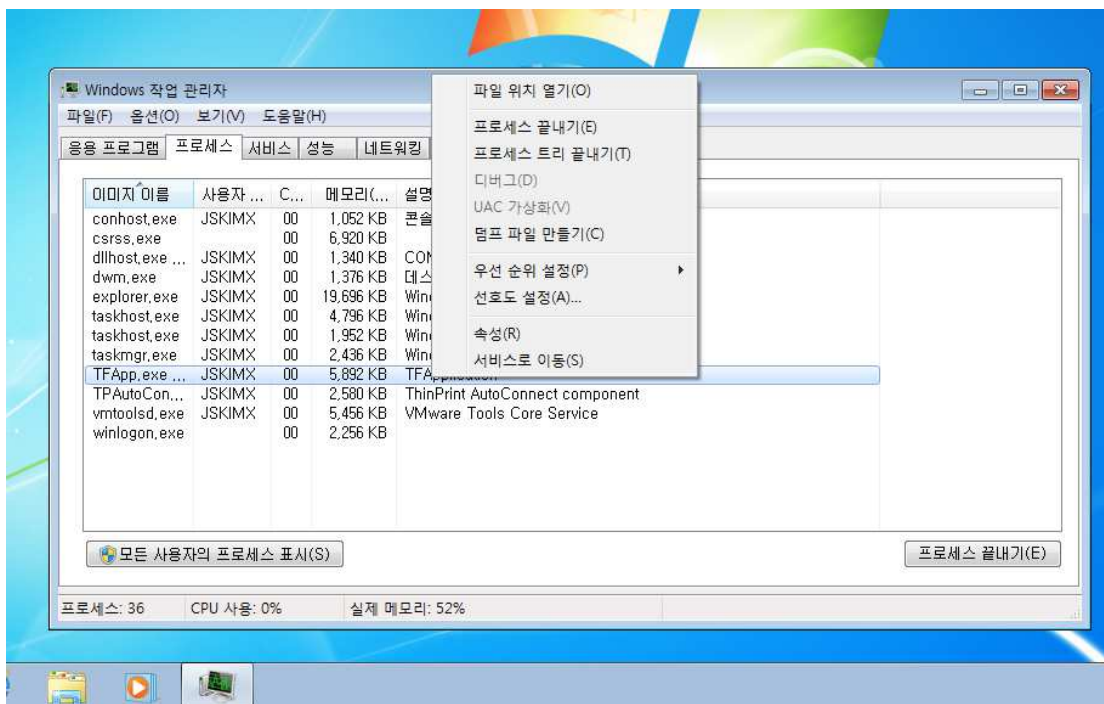 Windows 작업 관리자
파일(F) 옵션(O) 보기(V) 도움말(H)
응용 프로그램 프로세스 서비스 성능 네트워킹
이미지 이름 사용자 ... C... 메모리(... 설명
conhost.exe JSKIMX 00 1,052 KB 콘솔
csrss.exe 00 6,920 KB
dllhost.exe ... JSKIMX 00 1,340 KB COM
dwm.exe JSKIMX 00 1,376 KB 데스
explorer.exe JSKIMX 00 19,696 KB Wind
taskhost.exe JSKIMX 00 4,796 KB Wind
taskhost.exe JSKIMX 00 1,952 KB Wind
taskmgr.exe JSKIMX 00 2,436 KB Wind
TFApp.exe ... JSKIMX 00 5,892 KB TFApplication
TPAutoCon... JSKIMX 00 2,580 KB ThinPrint AutoConnect component
vmtoolsd.exe JSKIMX 00 5,456 KB VMware Tools Core Service
winlogon.exe 00 2,256 KB
파일 위치 열기(O)
프로세스 끝내기(E)
프로세스 트리 끝내기(T)
디버그(D)
UAC 가상화(V)
덤프 파일 만들기(C)
우선 순위 설정(P)
선호도 설정(A)...
속성(R)
서비스로 이동(S)
모든 사용자의 프로세스 표시(S) 프로세스 끝내기(E)
프로세스: 36 CPU 사용: 0% 실제 메모리: 52%